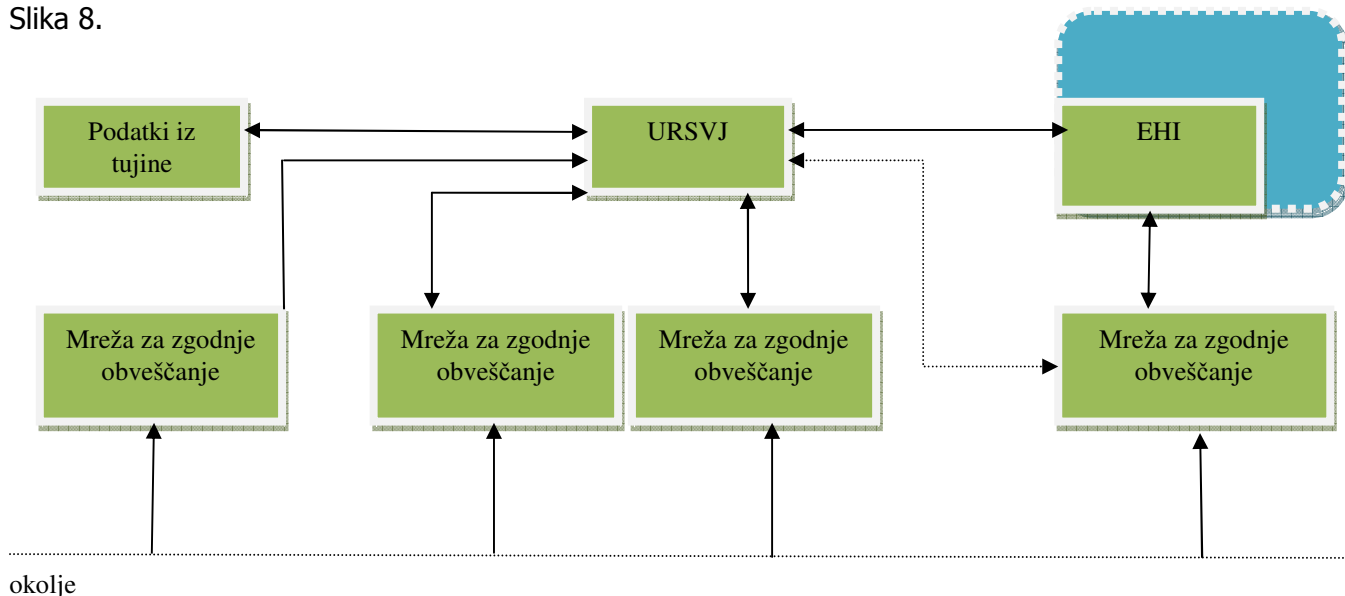 Slika 8.
Podatki iz
tujine
URSVJ
EHI
Mreža za zgodnje
obveščanje
Mreža za zgodnje
obveščanje
Mreža za zgodnje
obveščanje
Mreža za zgodnje
obveščanje
okolje